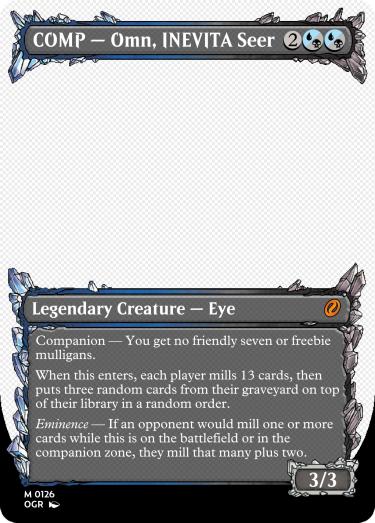 COMP — Omn, INEVITA Seer 2
Legendary Creature — Eye
Companion — You get no friendly seven or freebie
mulligans.
When this enters, each player mills 13 cards, then
puts three random cards from their graveyard on top
of their library in a random order.
Eminence — If an opponent would mill one or more
cards while this is on the battlefield or in the
companion zone, they mill that many plus two.
3/3
M 0126
OGR